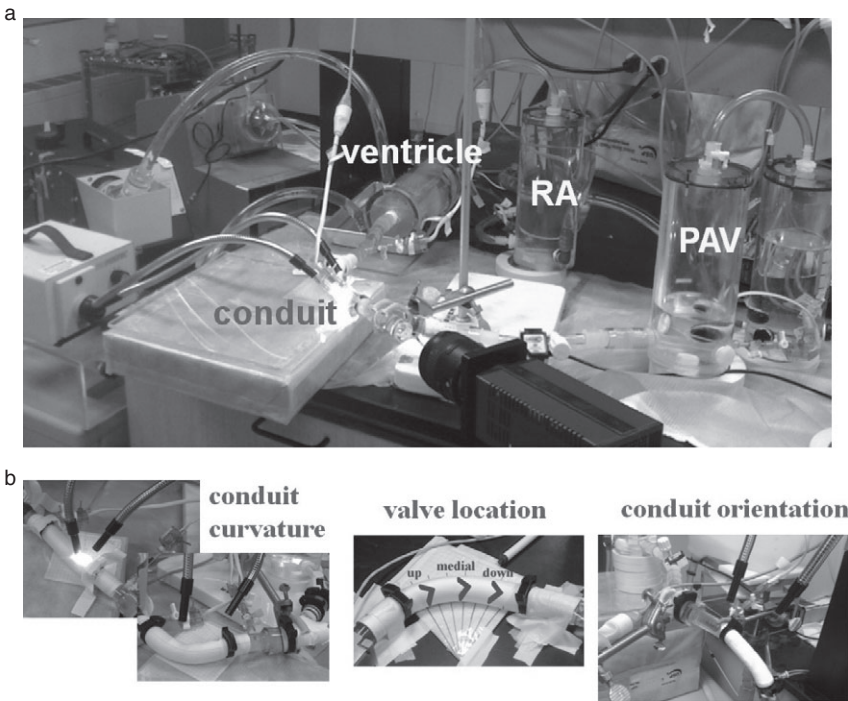 a
ventricle
RA
PAV
conduit
b
conduit
curvature
valve location
conduit orientation
up
medial
down